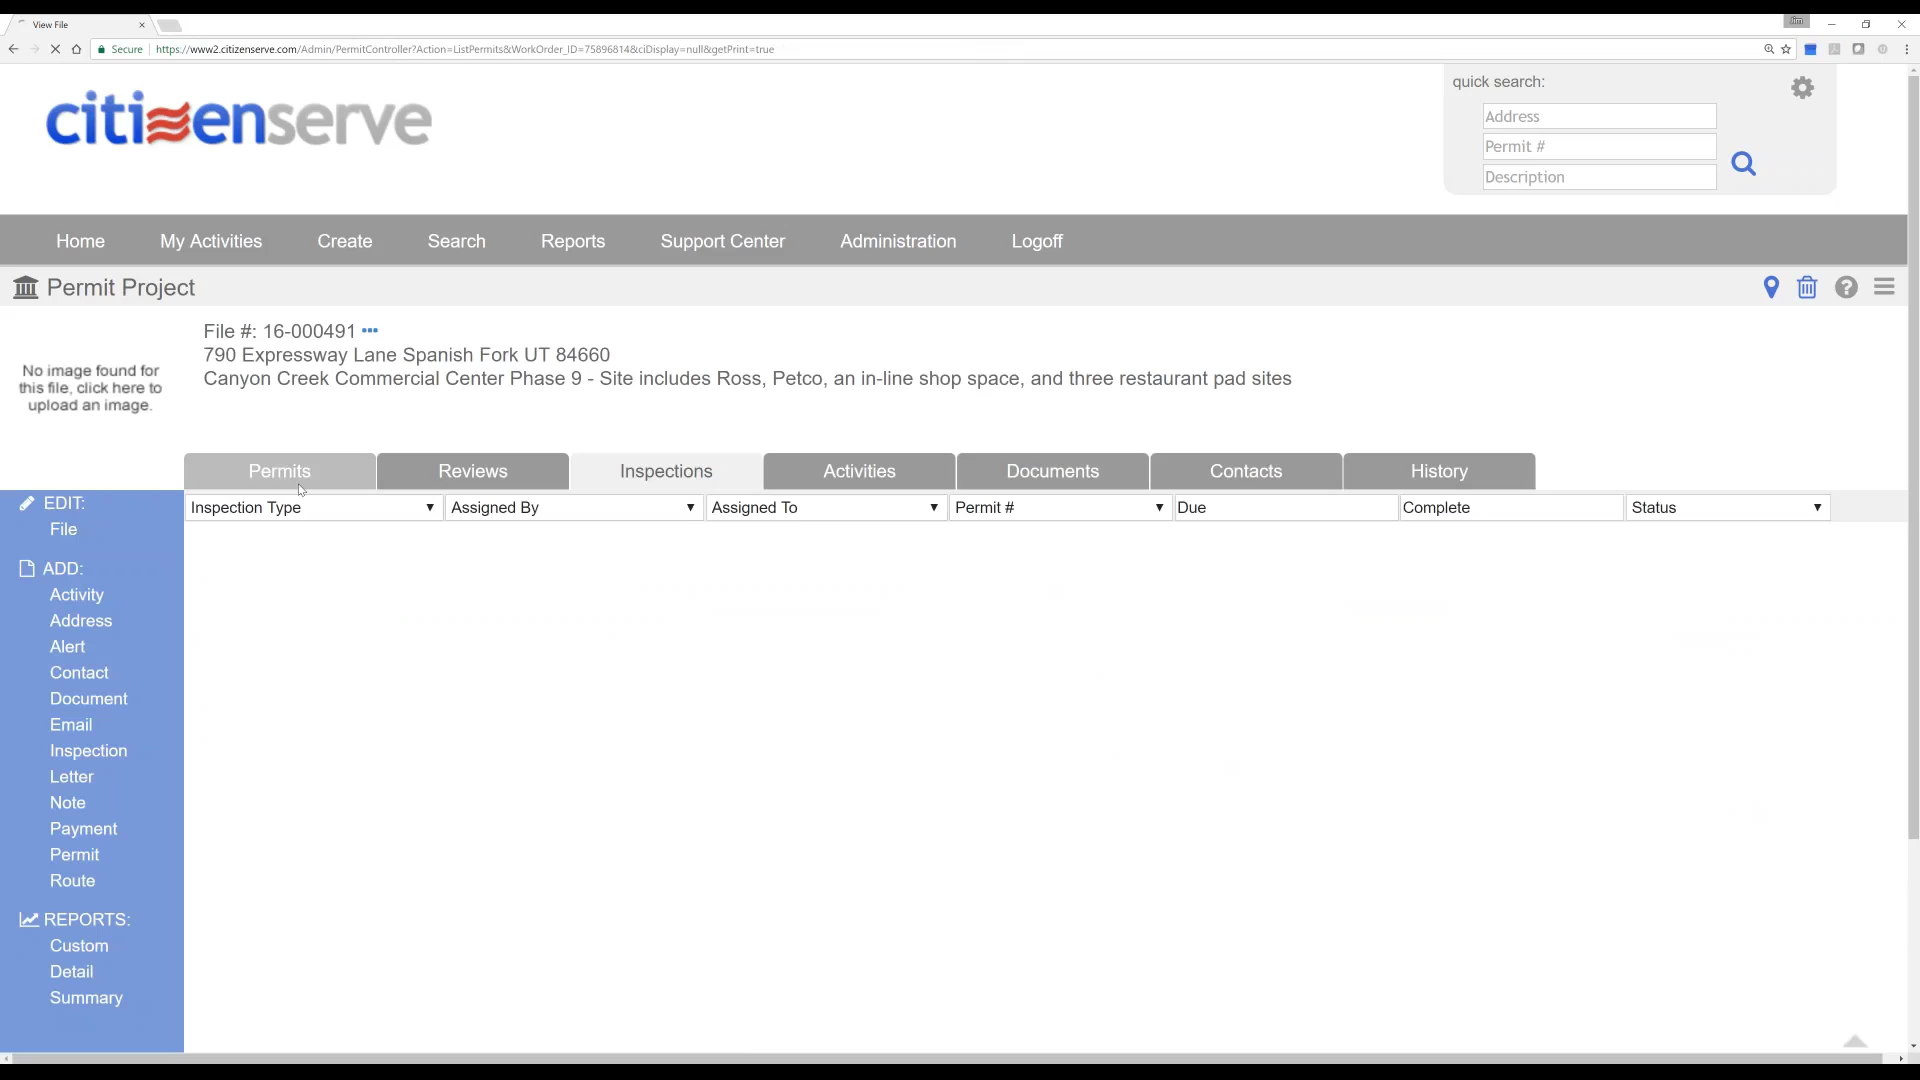 View File
Jim
Secure https://www2.citizenserve.com/Admin/PermitController?Action=ListPermits&WorkOrder_ID=75896814&ciDisplay=null&getPrint=true
citizenserve
quick search:
Address
Permit #
Description
Home My Activities Create Search Reports Support Center Administration Logoff
Permit Project
File #: 16-000491
790 Expressway Lane Spanish Fork UT 84660
Canyon Creek Commercial Center Phase 9 - Site includes Ross, Petco, an in-line shop space, and three restaurant pad sites
No image found for
this file, click here to
upload an image.
Permits Reviews Inspections Activities Documents Contacts History
Inspection Type Assigned By Assigned To Permit # Due Complete Status
EDIT:
File
ADD:
Activity
Address
Alert
Contact
Document
Email
Inspection
Letter
Note
Payment
Permit
Route
REPORTS:
Custom
Detail
Summary